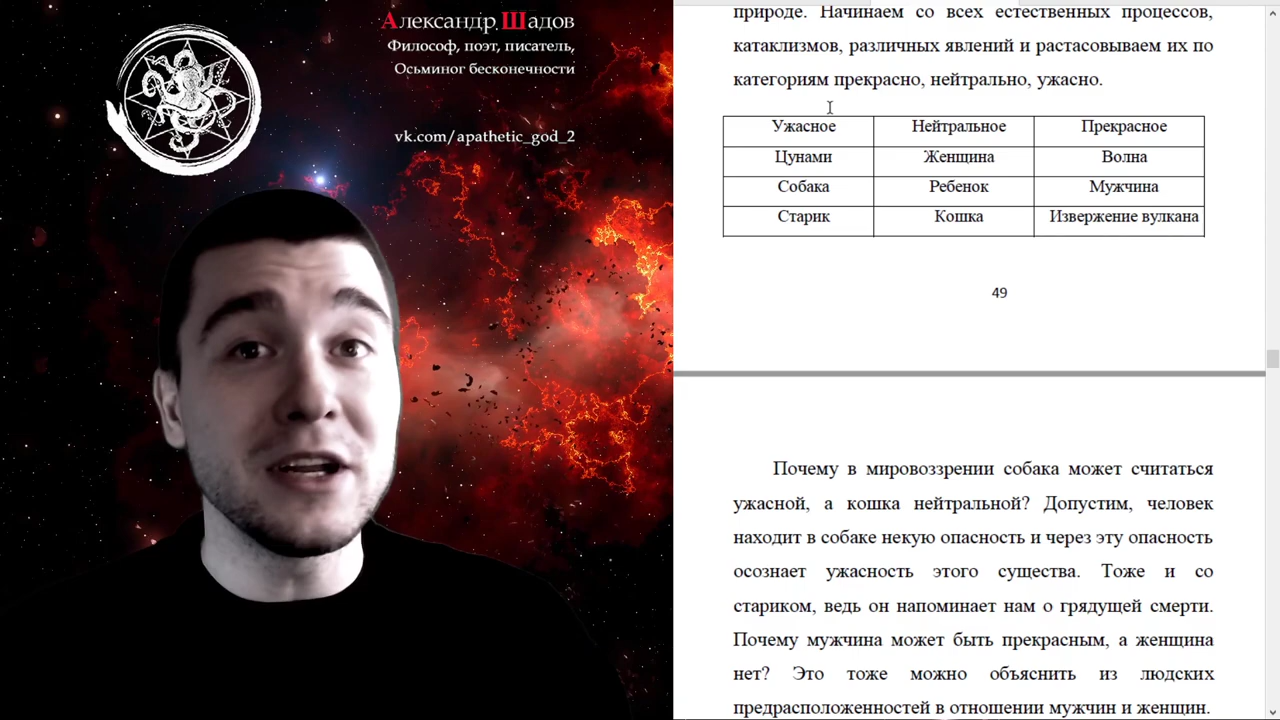 Александр Шадов
Философ, поэт, писатель,
Осьминог бесконечности
vk.com/apathetic_god_2
природе. Начинаем со всех естественных процессов,
катаклизмов, различных явлений и растасовываем их по
категориям прекрасно, нейтрально, ужасно.
Ужасное Нейтральное Прекрасное
Цунами Женщина Волна
Собака Ребенок Мужчина
Старик Кошка Извержение вулкана
49
Почему в мировоззрении собака может считаться
ужасной, а кошка нейтральной? Допустим, человек
находит в собаке некую опасность и через эту опасность
осознает ужасность этого существа. Тоже и со
стариком, ведь он напоминает нам о грядущей смерти.
Почему мужчина может быть прекрасным, а женщина
нет? Это тоже можно объяснить из людских
предрасположенностей в отношении мужчин и женщин.